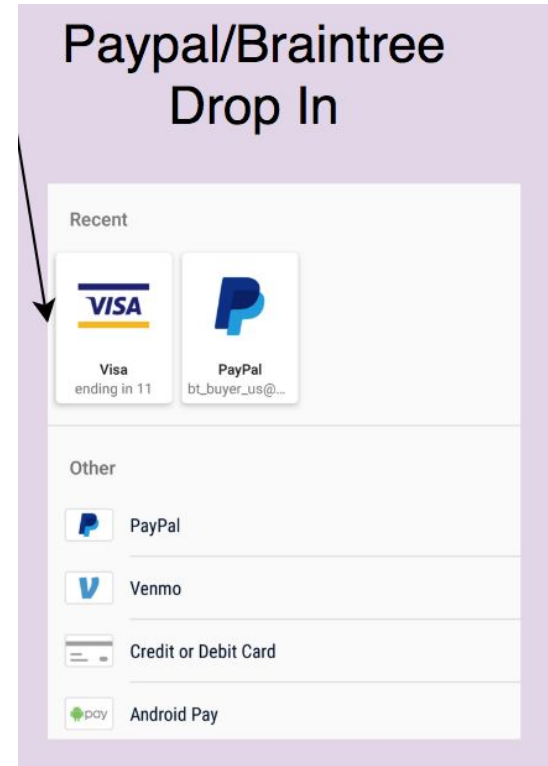 Paypal/Braintree
Drop In
Recent
VISA
Visa
ending in 11
PayPal
bt_buyer_us@...
Other
PayPal
Venmo
Credit or Debit Card
pay Android Pay